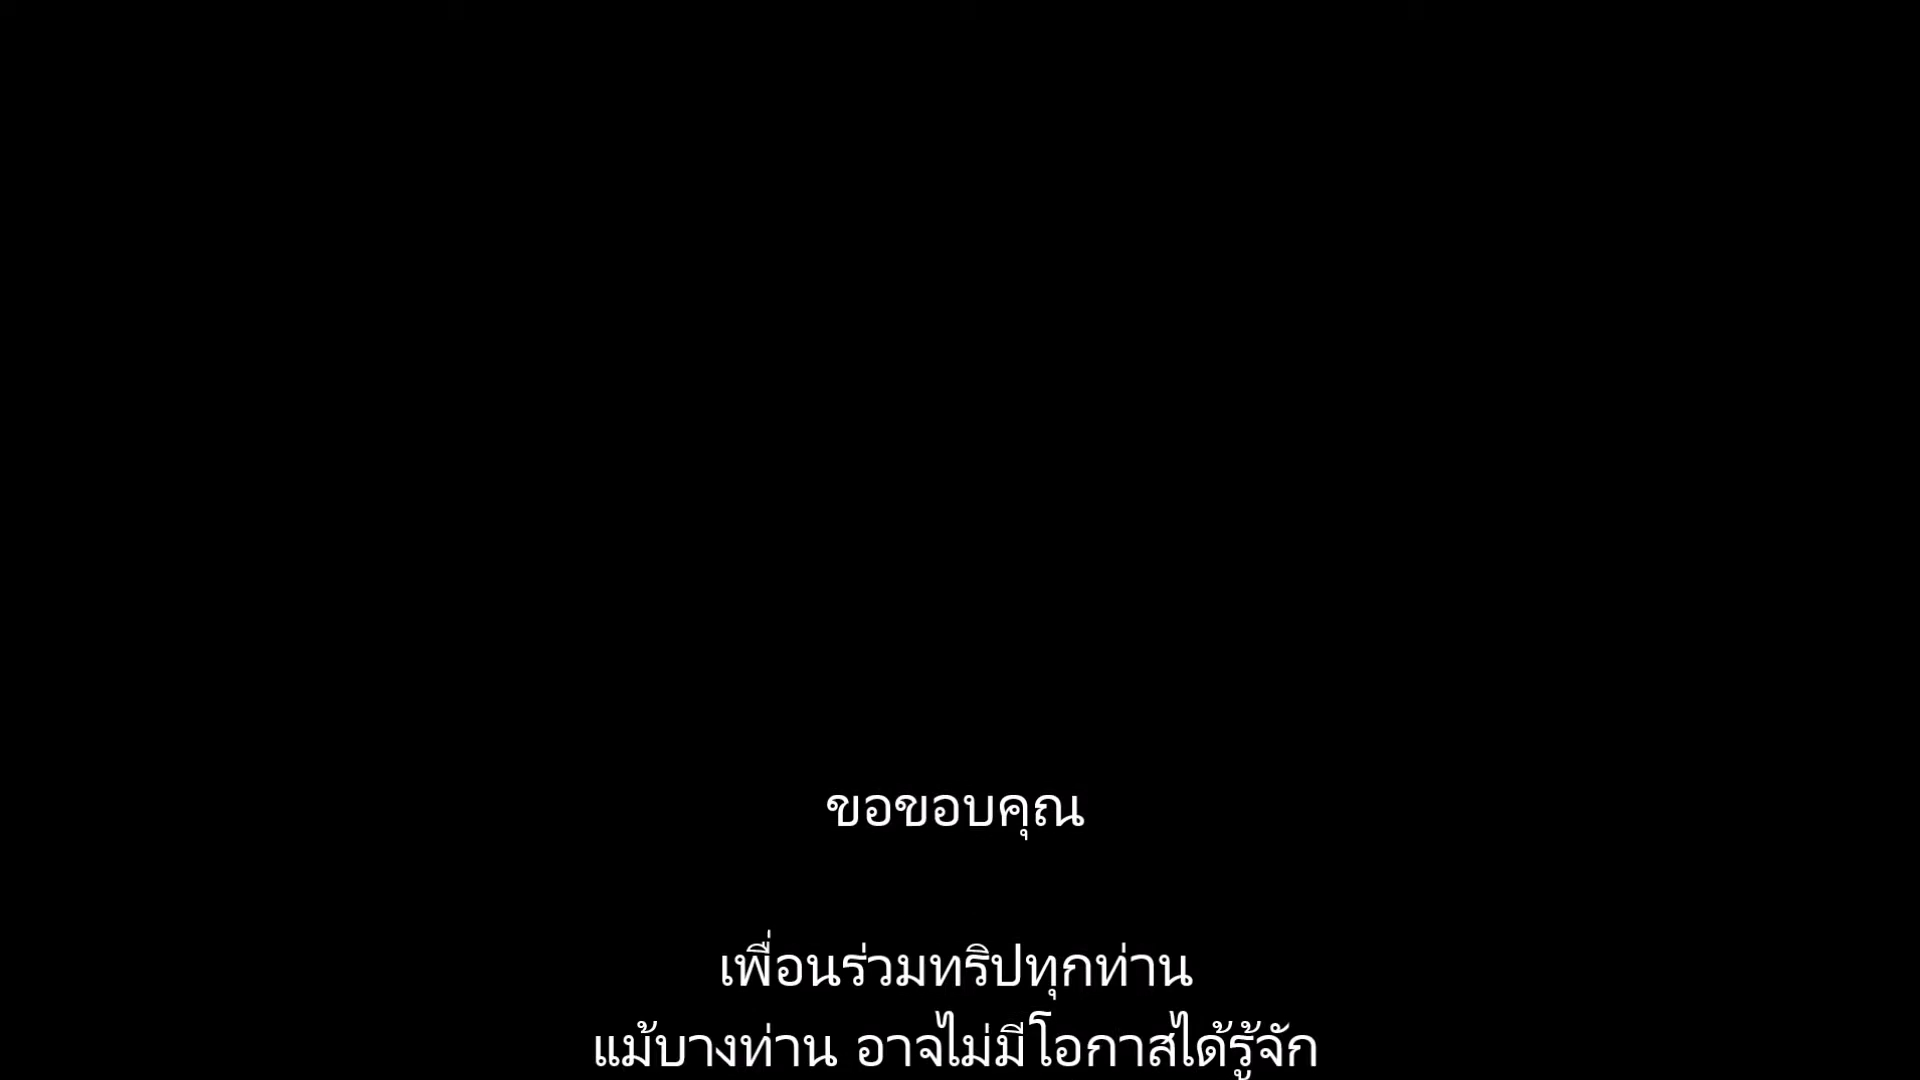 ขอขอบคุณ
เพื่อนร่วมทริปทุกท่าน
แม้บางท่าน อาจไม่มีโอกาสได้รู้จัก